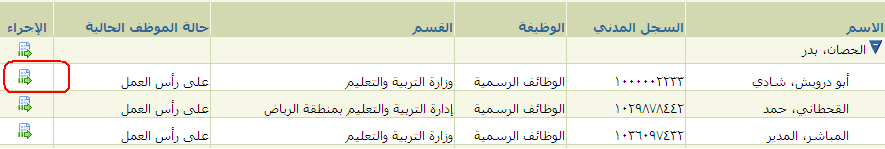 الاسم السجل المدني الوظيفة القسم حالة الموظف الحالية الإجراء
الحصان، بدر
أبو درويش، شادي ١٠٠٠٠٠٢٢٣٣ الوظائف الرسمية وزارة التربية والتعليم على رأس العمل
القحطاني، حمد ١٠٢٩٨٧٨٤٤٢ الوظائف الرسمية إدارة التربية والتعليم بمنطقة الرياض على رأس العمل
المباشر، المدير ١٠٣٦٠٩٧٤٣٢ الوظائف الرسمية وزارة التربية والتعليم على رأس العمل